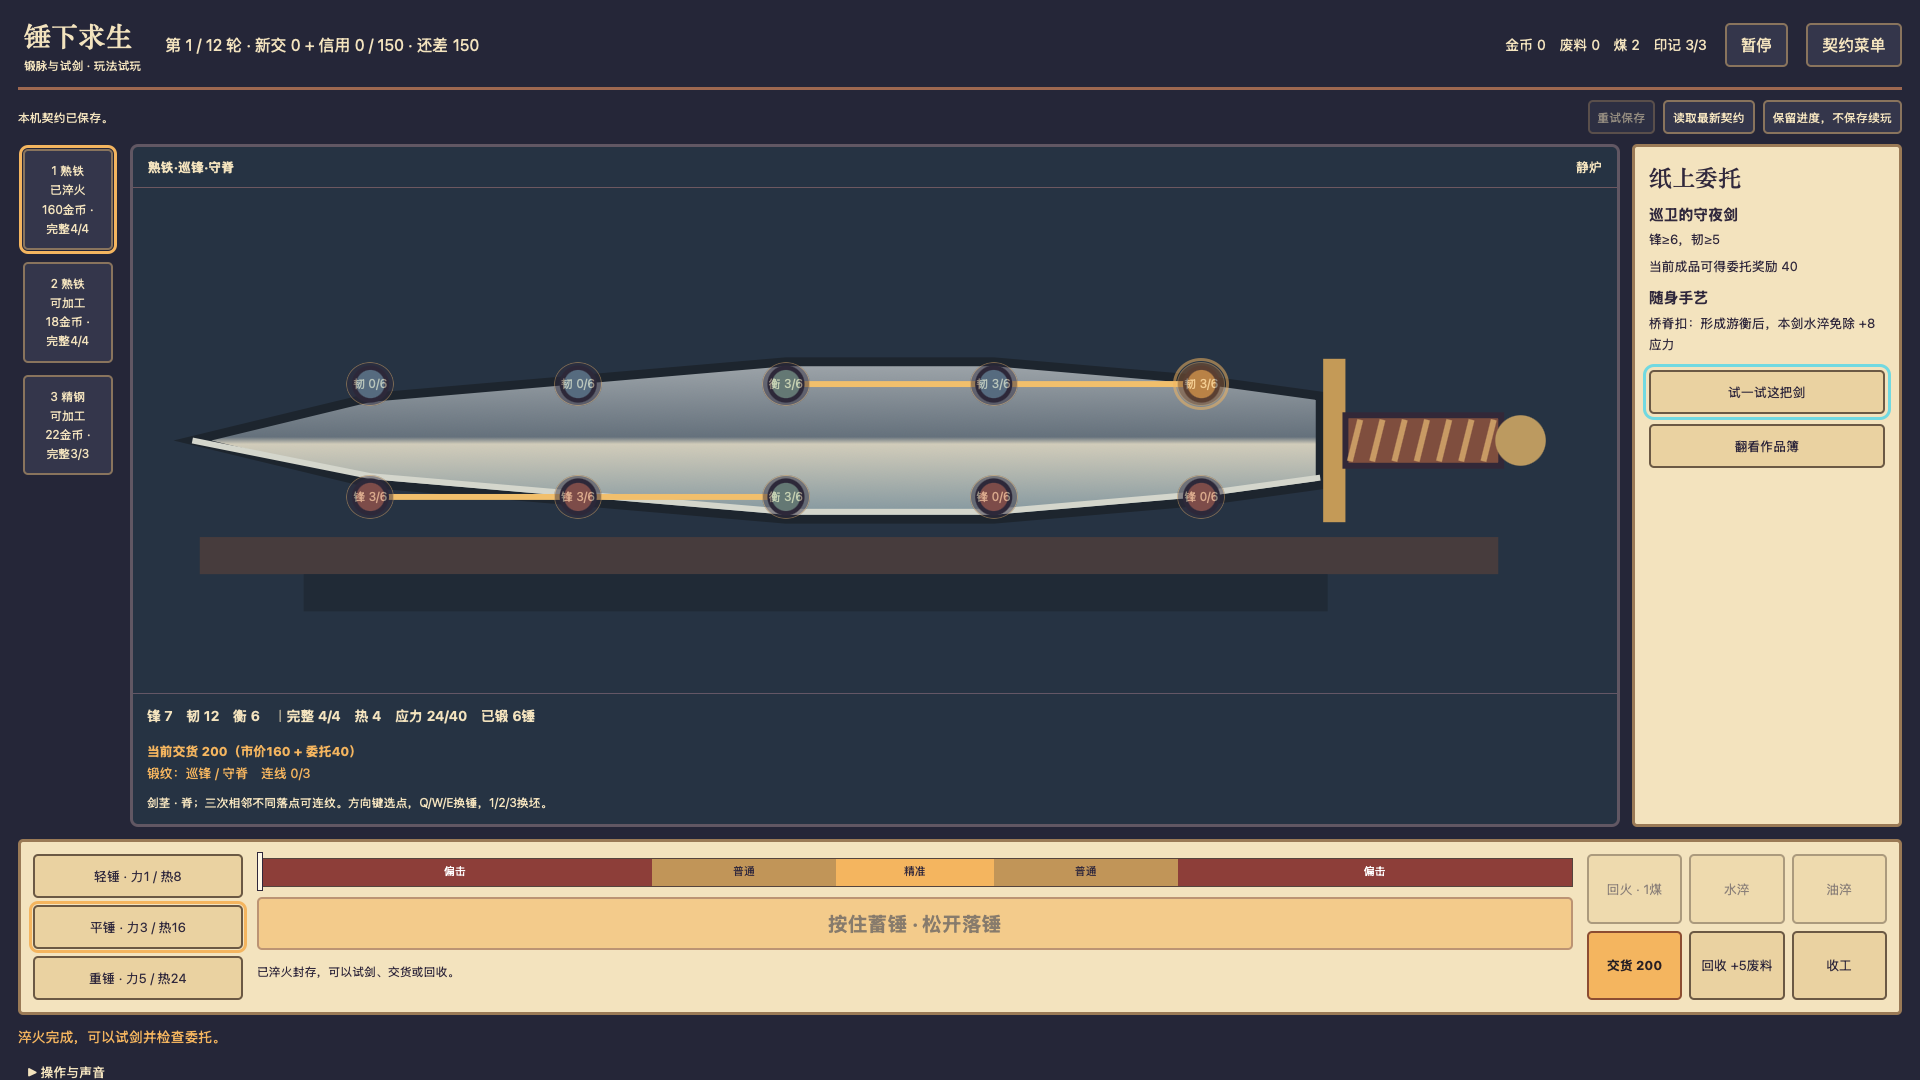 锤下求生
锻脉与试剑 · 玩法试玩
第 1 / 12 轮 · 新交 0 + 信用 0 / 150 · 还差 150
金币 0 废料 0 煤 2 印记 3/3
暂停
契约菜单
本机契约已保存。
重试保存
读取最新契约
保留进度，不保存续玩
1 熟铁
已淬火
160金币 ·
完整4/4
2 熟铁
可加工
18金币 ·
完整4/4
3 精钢
可加工
22金币 ·
完整3/3
熟铁·巡锋·守脊
静炉
韧 0/6
韧 0/6
衡 3/6
韧 3/6
韧 3/6
锋 3/6
锋 3/6
衡 3/6
锋 0/6
锋 0/6
锋 7 韧 12 衡 6 | 完整 4/4 热 4 应力 24/40 已锻 6锤
当前交货 200（市价160 + 委托40）
锻纹：巡锋 / 守脊 连线 0/3
剑茎 · 脊；三次相邻不同落点可连纹。方向键选点，Q/W/E换锤，1/2/3换坯。
纸上委托
巡卫的守夜剑
锋≥6，韧≥5
当前成品可得委托奖励 40
随身手艺
桥脊扣：形成游衡后，本剑水淬免除 +8
应力
试一试这把剑
翻看作品簿
轻锤 · 力1 / 热8
平锤 · 力3 / 热16
重锤 · 力5 / 热24
偏击
普通
精准
普通
偏击
按住蓄锤 · 松开落锤
已淬火封存，可以试剑、交货或回收。
回火 · 1煤
水淬
油淬
交货 200
回收 +5废料
收工
淬火完成，可以试剑并检查委托。
▶ 操作与声音